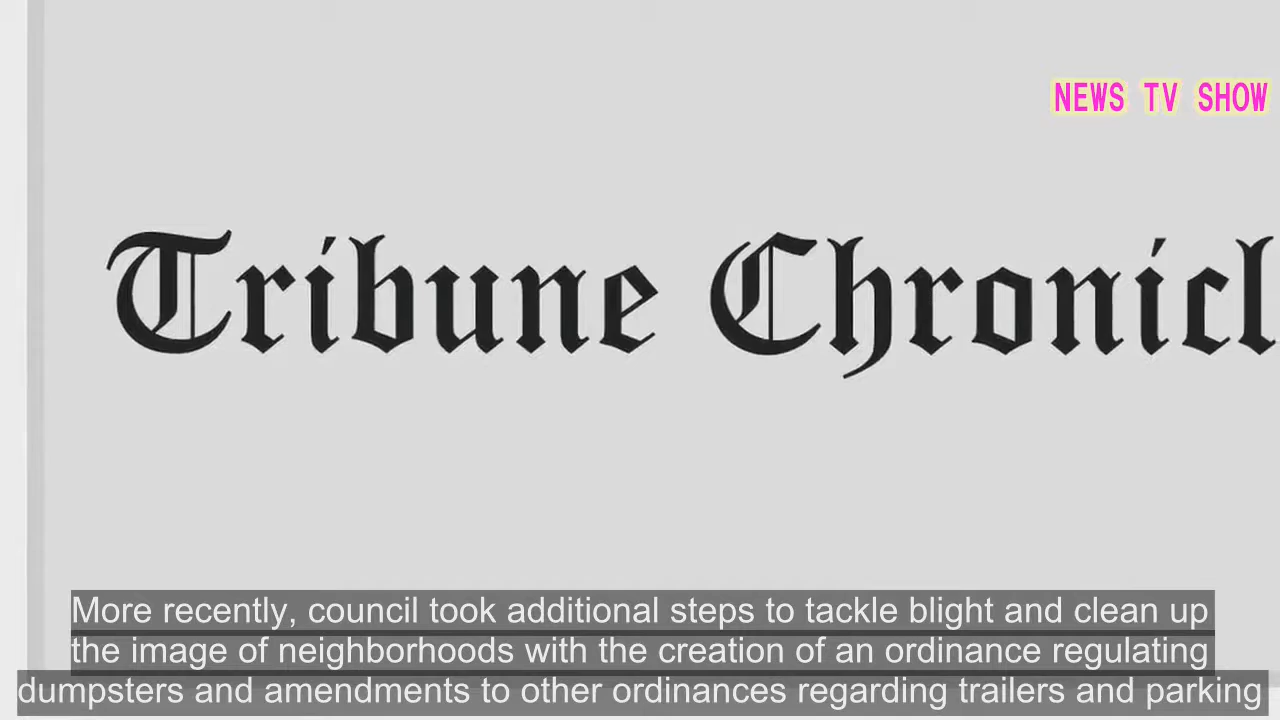 NEWS TV SHOW
Tribune Chronicl
More recently, council took additional steps to tackle blight and clean up
the image of neighborhoods with the creation of an ordinance regulating
dumpsters and amendments to other ordinances regarding trailers and parking